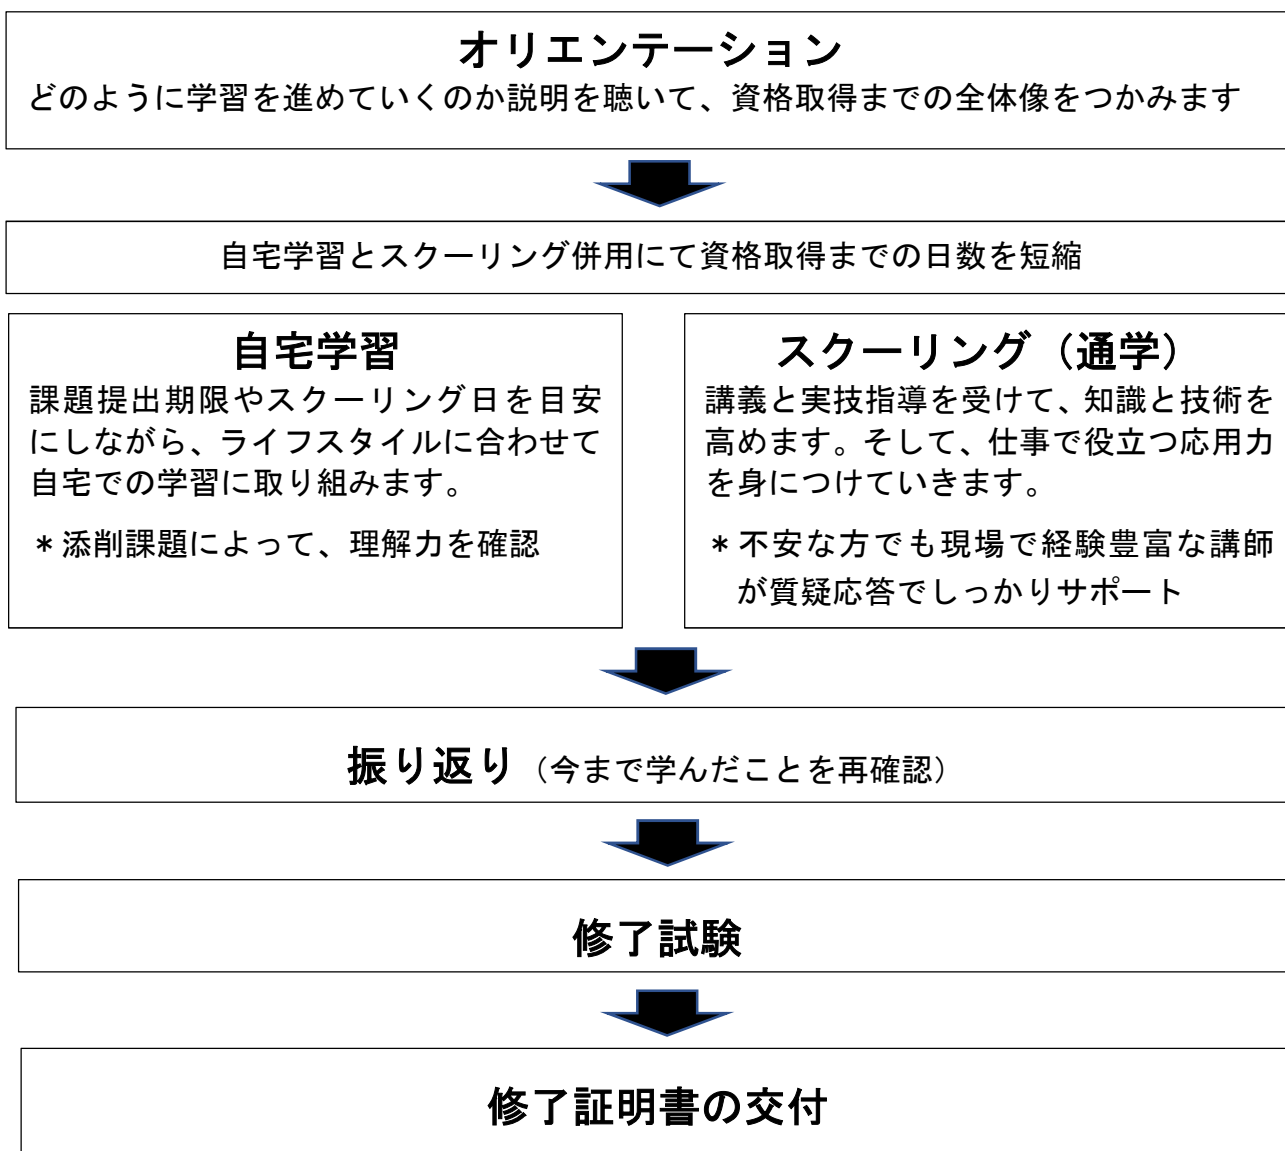 オリエンテーション
どのように学習を進めていくのか説明を聴いて、資格取得までの全体像をつかみます
自宅学習とスクーリング併用にて資格取得までの日数を短縮
自宅学習
課題提出期限やスクーリング日を目安
にしながら、ライフスタイルに合わせて
自宅での学習に取り組みます。
＊添削課題によって、理解力を確認
スクーリング（通学）
講義と実技指導を受けて、知識と技術を
高めます。そして、仕事で役立つ応用力
を身につけていきます。
＊不安な方でも現場で経験豊富な講師
が質疑応答でしっかりサポート
振り返り（今まで学んだことを再確認）
修了試験
修了証明書の交付